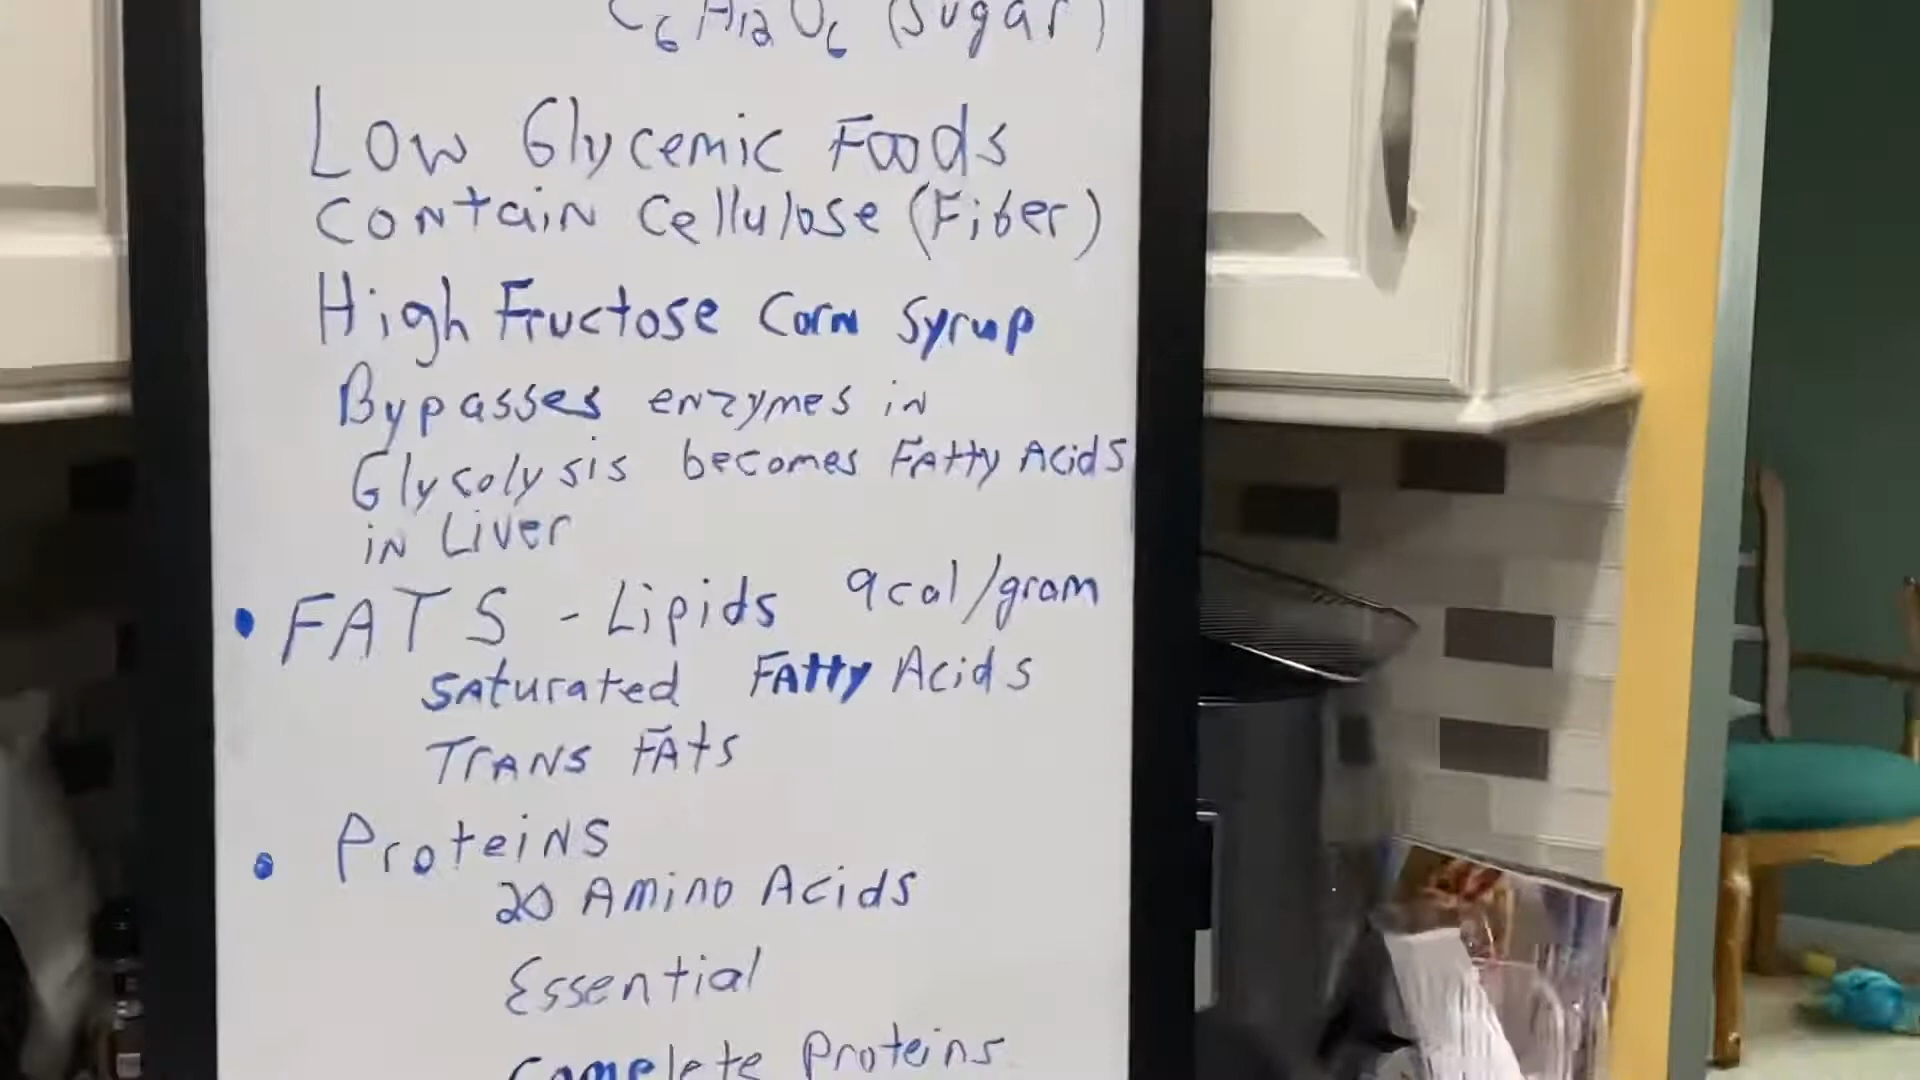 C6H12O6 (Sugar)
Low Glycemic Foods
contain cellulose (Fiber)
High Fructose Corn Syrup
Bypasses enzymes in
Glycolysis becomes Fatty Acids
in Liver
• FATS - Lipids 9cal/gram
Saturated Fatty Acids
Trans Fats
• Proteins
20 Amino Acids
Essential
Complete Proteins